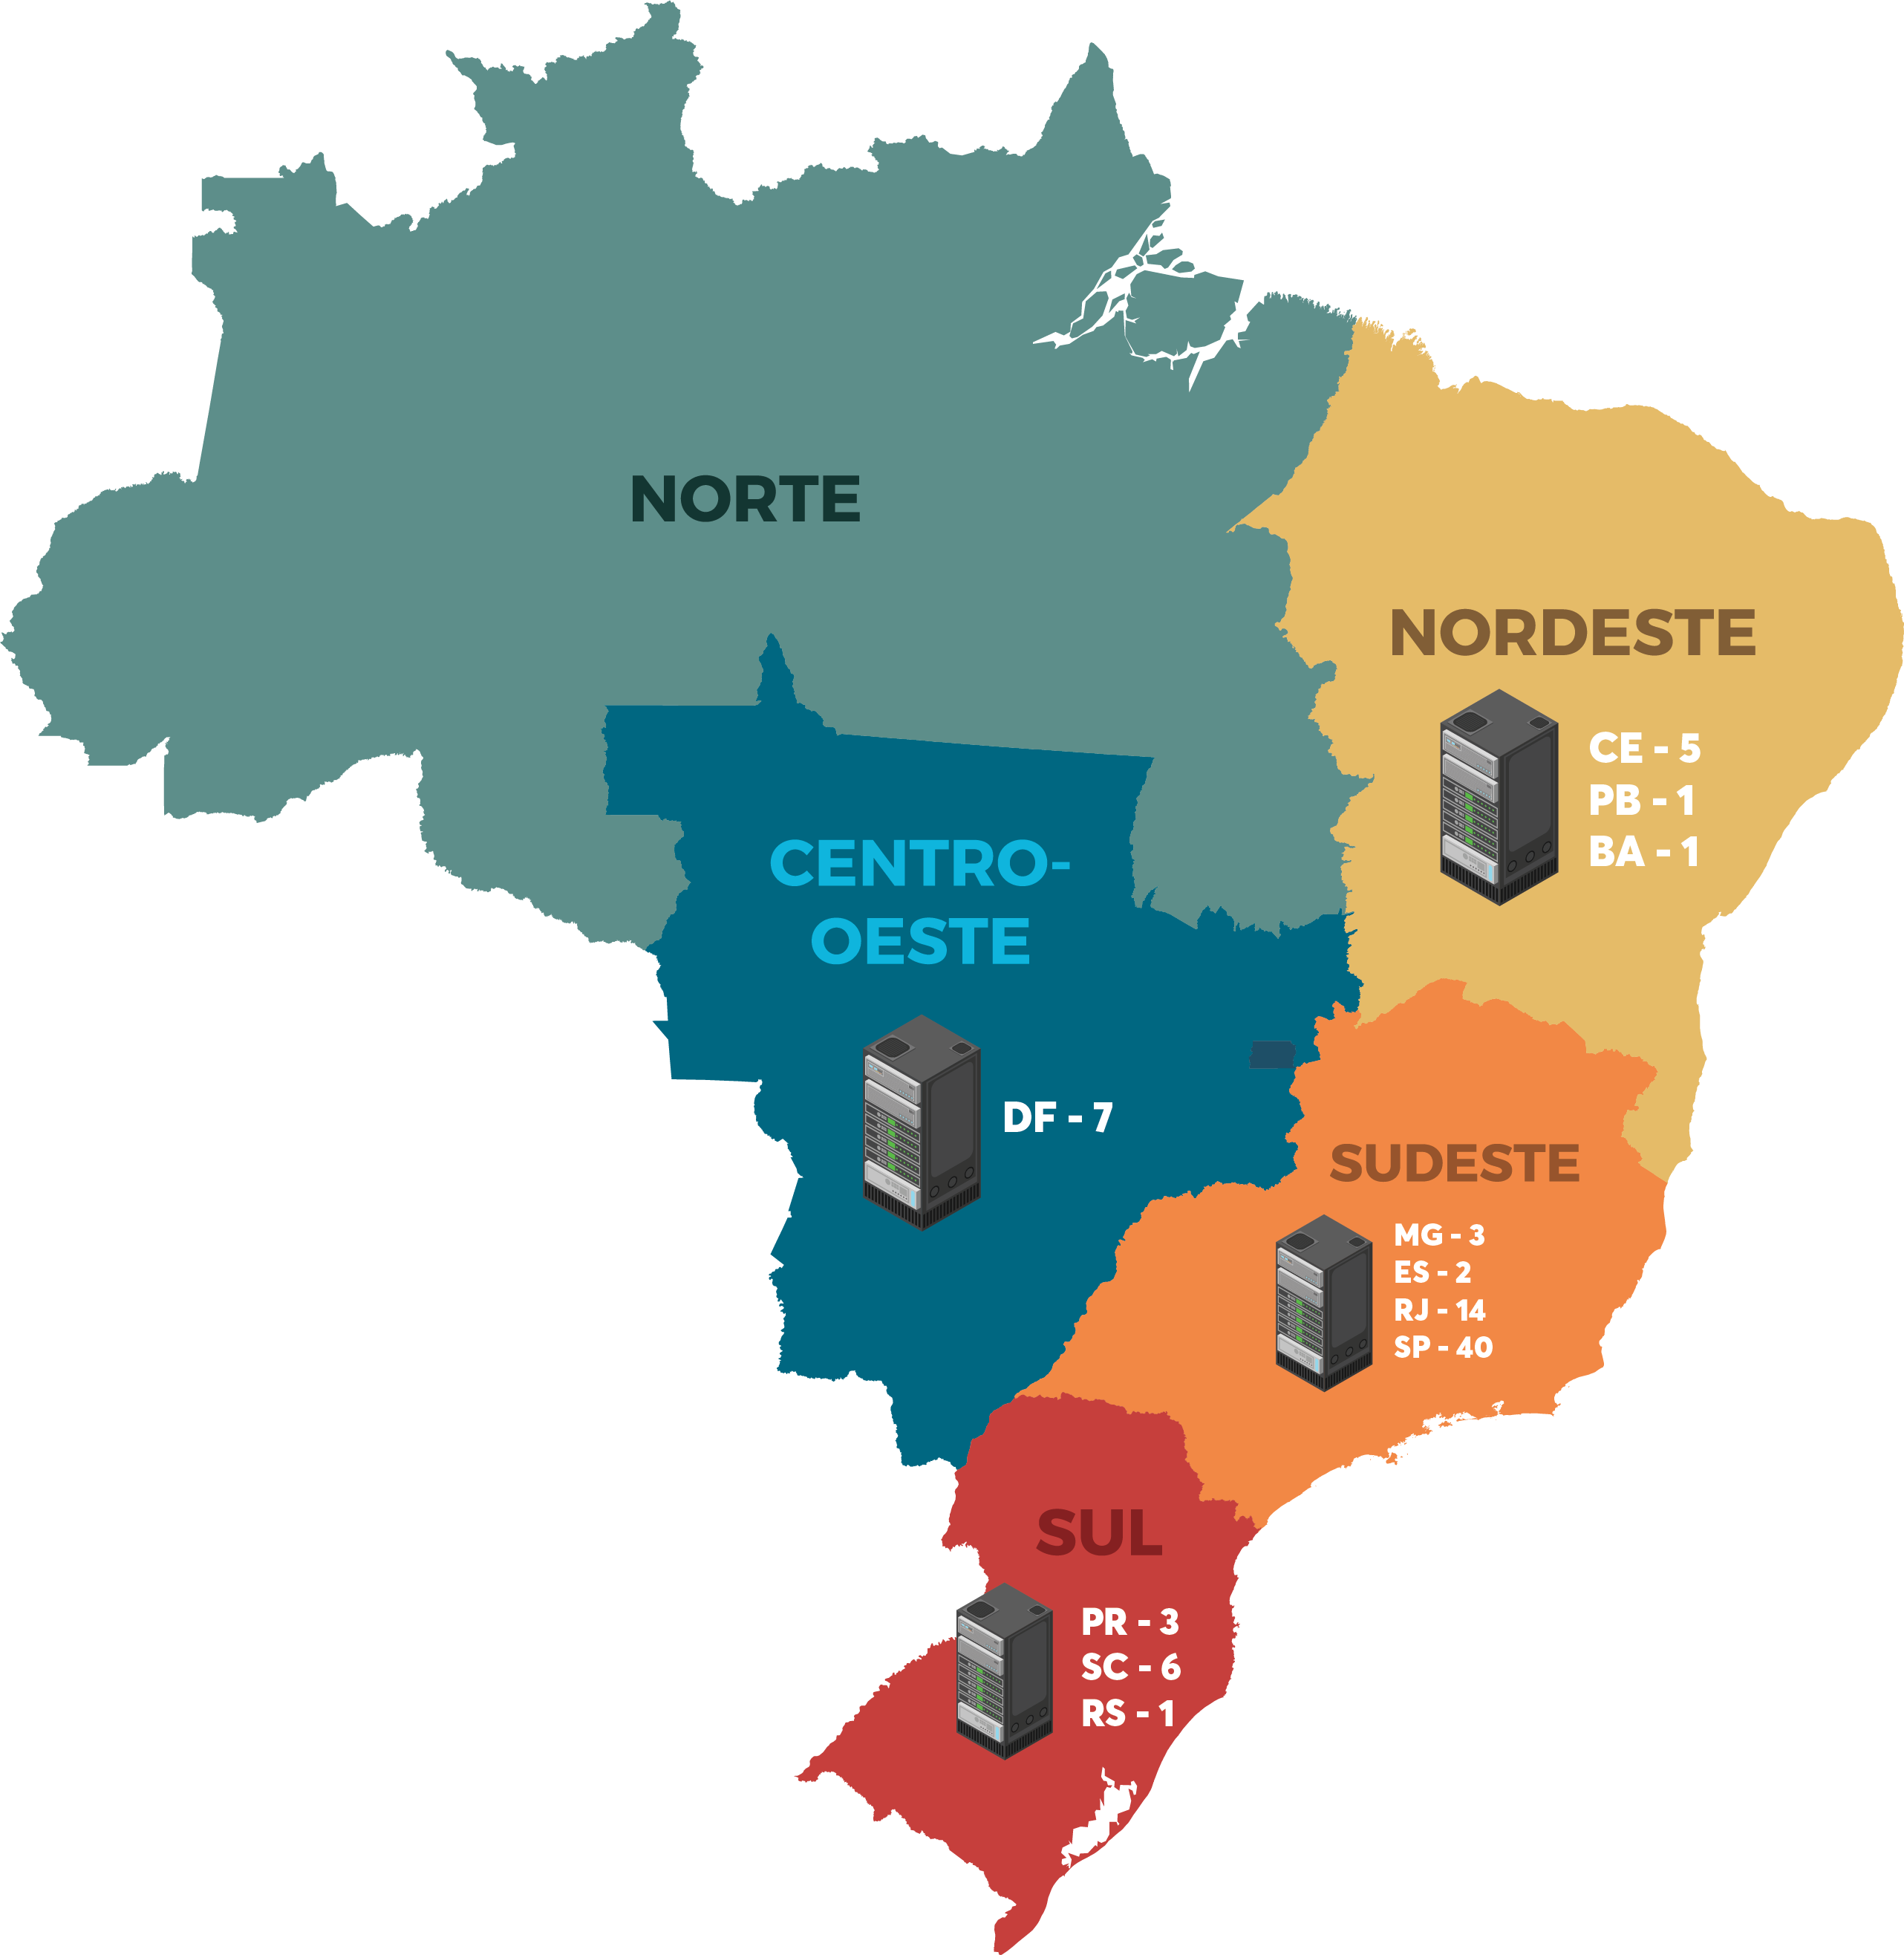 NORTE
NORDESTE
CE - 5
PB - 1
BA - 1
CENTRO-
OESTE
DF - 7
SUDESTE
MG - 3
ES - 2
RJ - 14
SP - 40
SUL
PR - 3
SC - 6
RS - 1